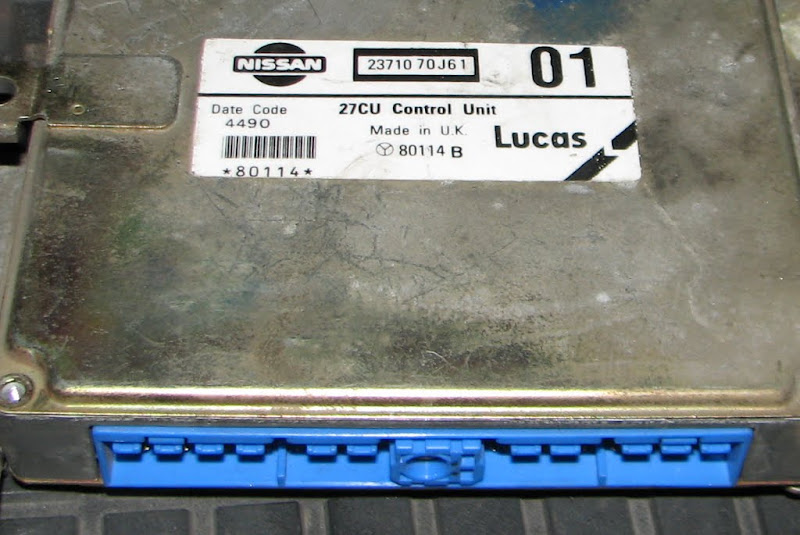 NISSAN 23710 70J61 01
Date Code 27CU Control Unit
4490 Made in U.K. Lucas
80114 B
*80114*